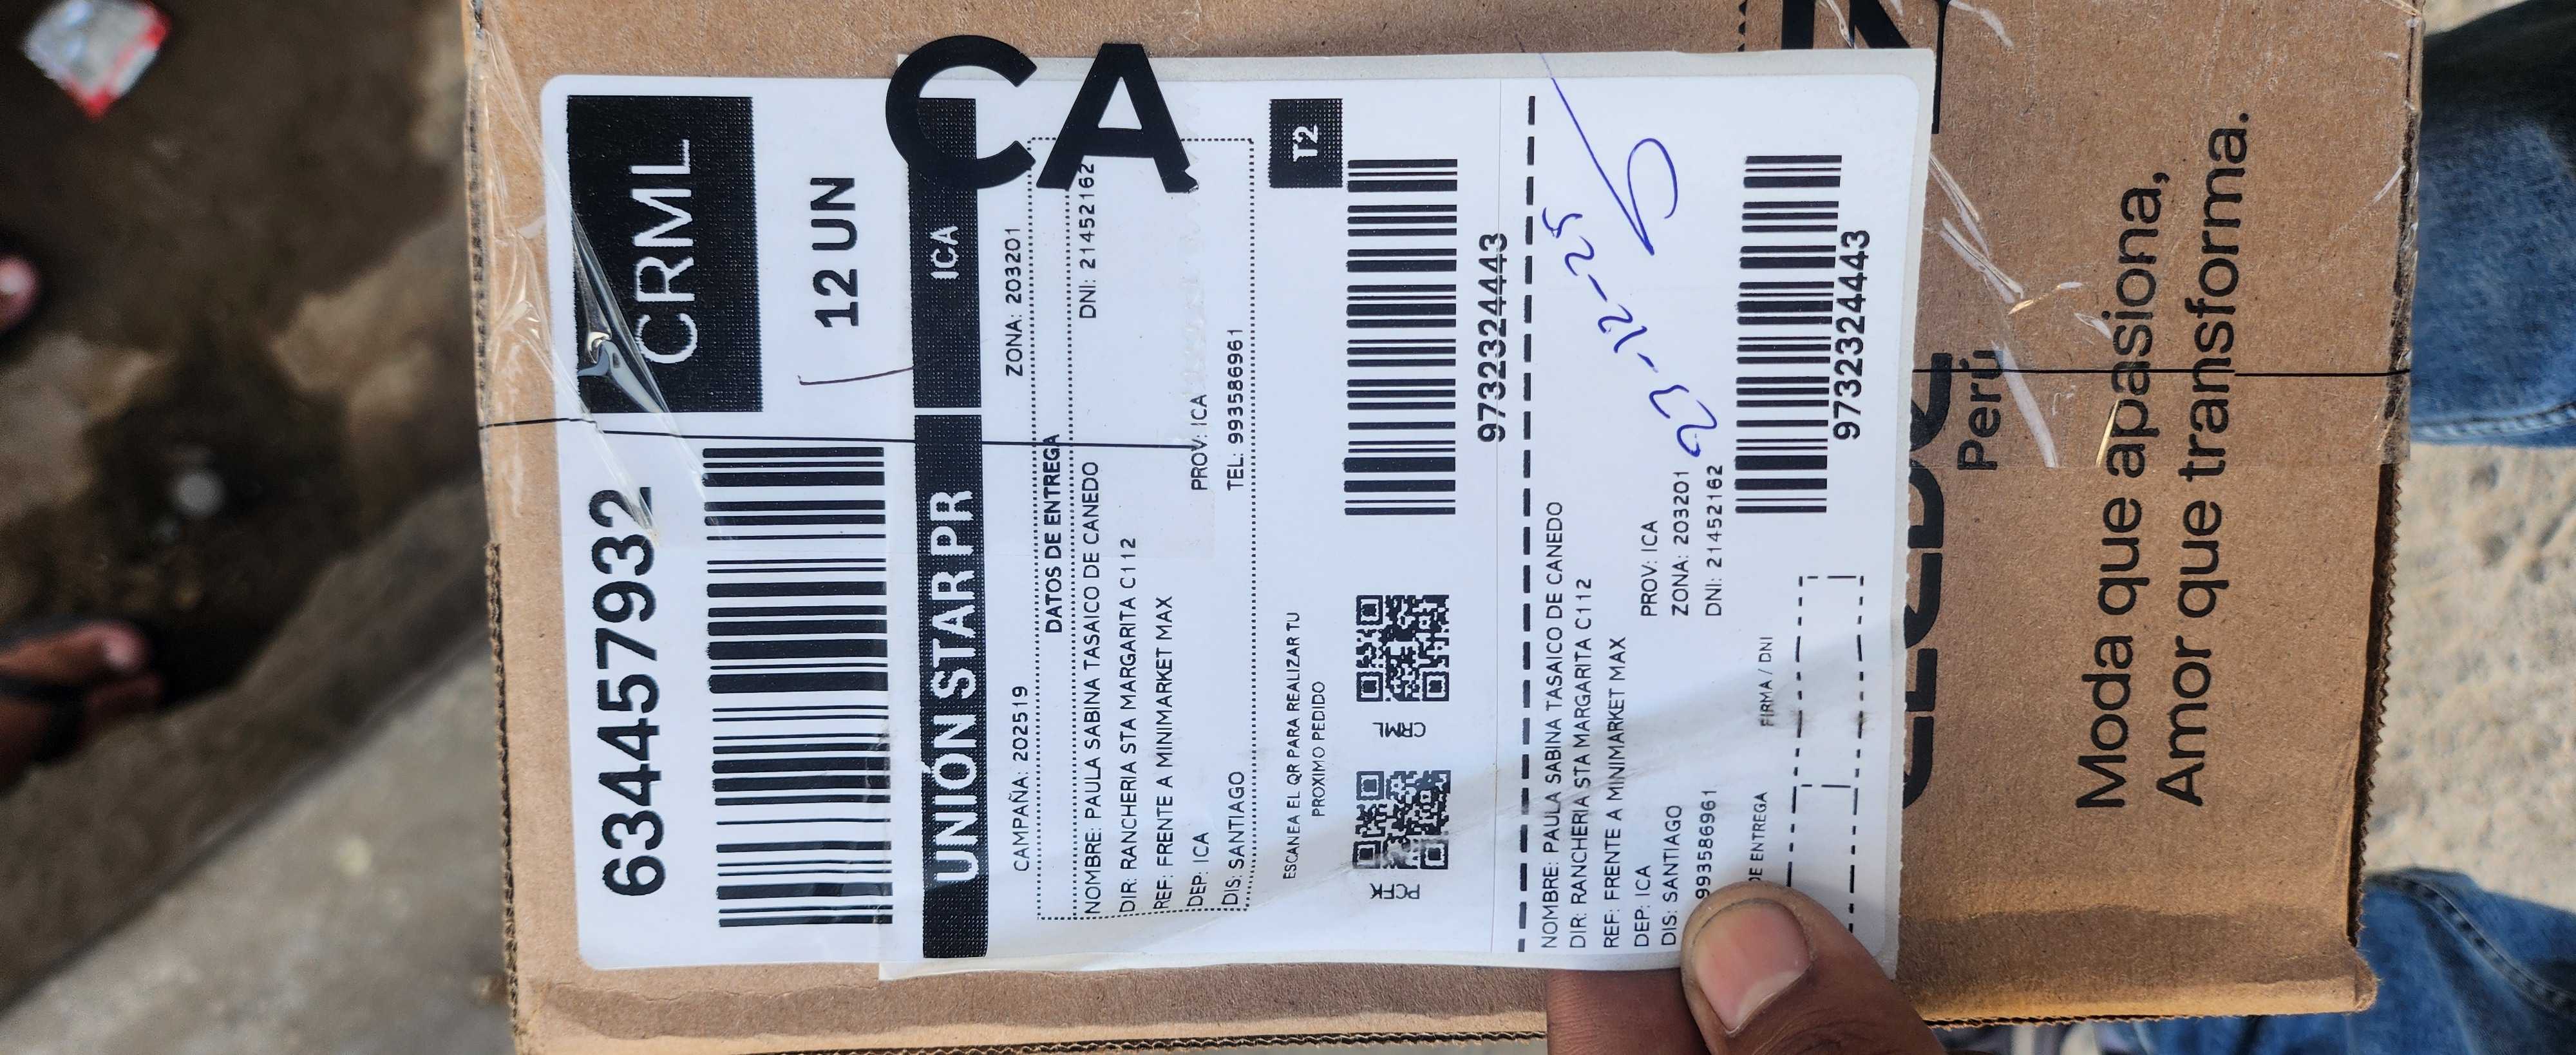 6344457932
CRML
12 UN
UNIÓN STAR PR
ICA
CA
CAMPAÑA: 202519
ZONA: 203201
DATOS DE ENTREGA
NOMBRE: PAULA SABINA TASAICO DE CANEDO
DNI: 21452162
DIR: RANCHERIA STA MARGARITA C112
REF: FRENTE A MINIMARKET MAX
DEP: ICA
PROV: ICA
DIS: SANTIAGO
TEL: 993586961
ESCANEA EL QR PARA REALIZAR TU
PROXIMO PEDIDO
T2
CRML
9732324443
NOMBRE: PAULA SABINA TASAICO DE CANEDO
DIR: RANCHERIA STA MARGARITA C112
REF: FRENTE A MINIMARKET MAX
DEP: ICA
PROV: ICA
DIS: SANTIAGO
ZONA: 203201
993586961
DNI: 21452162
23-12-25
DE ENTREGA
FIRMA / DNI
9732324443
Perú
Moda que apasiona,
Amor que transforma.